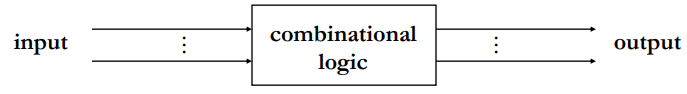 input
⋮
combinational
logic
⋮
output